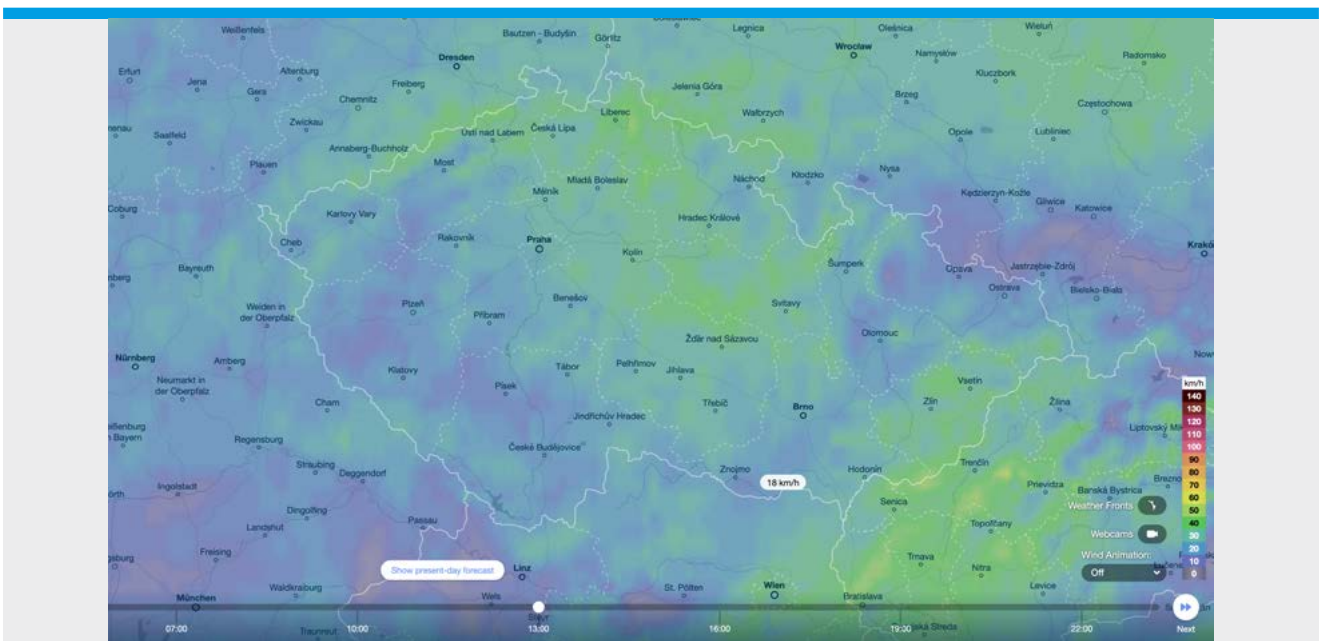 Legnica
Oleśnica
Wieluń
Weißenfels
Bautzen - Budyšin
Görlitz
Wrocław
Namysłów
Radomsko
Dresden
Erfurt
Jena
Gera
Altenburg
Freiberg
Chemnitz
Jelenia Góra
Kluczbork
Brzeg
Częstochowa
Zwickau
Liberec
Wałbrzych
Saalfeld
Ústí nad Labem
Česká Lípa
Opole
Lubliniec
Annaberg-Buchholz
Plauen
Most
Nysa
Mladá Boleslav
Náchod
Kłodzko
Mělník
Kędzierzyn-Koźle
Gliwice
Katowice
Coburg
Karlovy Vary
Hradec Králové
Cheb
Rakovník
Praha
Kolín
Bayreuth
Šumperk
Opava
Jastrzębie-Zdrój
Ostrava
Bielsko-Biała
Weiden in
der Oberpfalz
Plzeň
Příbram
Benešov
Svitavy
Olomouc
Žďár nad Sázavou
Nürnberg
Amberg
Klatovy
Tábor
Pelhřimov
Jihlava
Neumarkt in
der Oberpfalz
Písek
Vsetín
Cham
Jindřichův Hradec
Třebíč
Brno
Zlín
Žilina
km/h
140
130
120
110
100
90
80
70
60
50
40
30
20
10
0
Regensburg
České Budějovice
Straubing
Deggendorf
Znojmo
18 km/h
Hodonín
Trenčín
Ingolstadt
Prievidza
Banská Bystrica
Senica
Weather Fronts
Dingolfing
Passau
Landshut
Topoľčany
Webcams
Freising
Trnava
Wind Animation:
Show present-day forecast
Linz
Nitra
Off
Waldkraiburg
St. Pölten
Wien
Levice
München
Wels
Bratislava
07:00
10:00
13:00
16:00
19:00
22:00
Next
Traunreut
Steyr